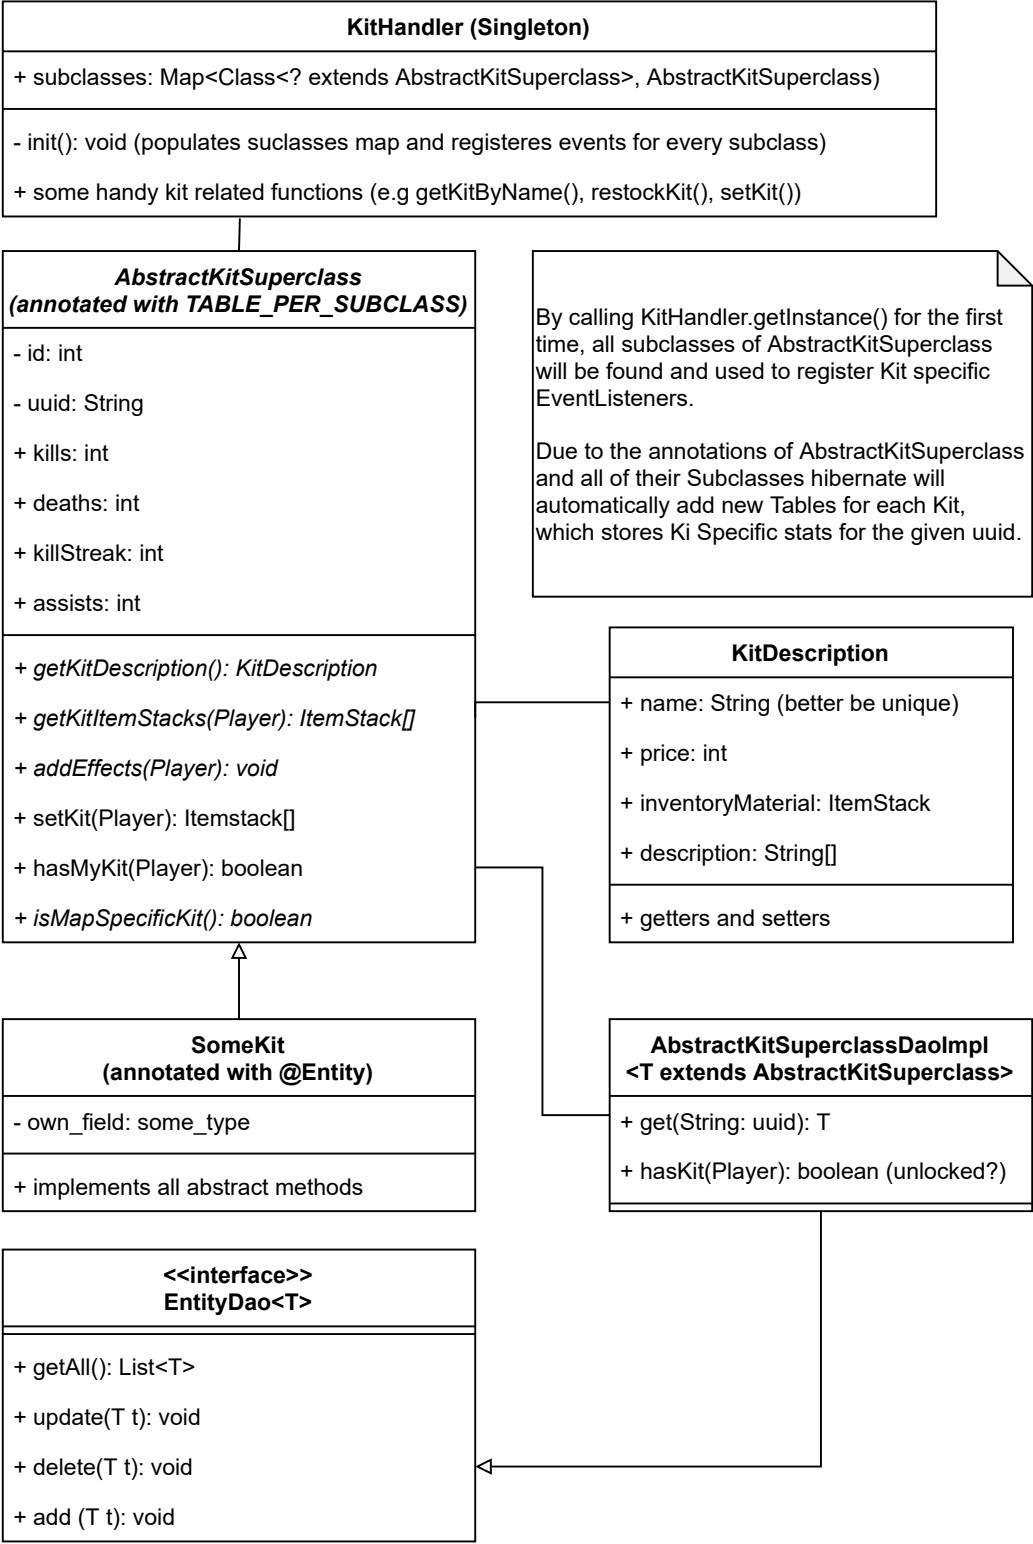 KitHandler (Singleton)
+ subclasses: Map<Class<? extends AbstractKitSuperclass>, AbstractKitSuperclass)
- init(): void (populates suclasses map and registeres events for every subclass)
+ some handy kit related functions (e.g getKitByName(), restockKit(), setKit())
AbstractKitSuperclass
(annotated with TABLE_PER_SUBCLASS)
- id: int
- uuid: String
+ kills: int
+ deaths: int
+ killStreak: int
+ assists: int
+ getKitDescription(): KitDescription
+ getKitItemStacks(Player): ItemStack[]
+ addEffects(Player): void
+ setKit(Player): Itemstack[]
+ hasMyKit(Player): boolean
+ isMapSpecificKit(): boolean
By calling KitHandler.getInstance() for the first
time, all subclasses of AbstractKitSuperclass
will be found and used to register Kit specific
EventListeners.
Due to the annotations of AbstractKitSuperclass
and all of their Subclasses hibernate will
automatically add new Tables for each Kit,
which stores Ki Specific stats for the given uuid.
KitDescription
+ name: String (better be unique)
+ price: int
+ inventoryMaterial: ItemStack
+ description: String[]
+ getters and setters
SomeKit
(annotated with @Entity)
- own_field: some_type
+ implements all abstract methods
AbstractKitSuperclassDaoImpl
<T extends AbstractKitSuperclass>
+ get(String: uuid): T
+ hasKit(Player): boolean (unlocked?)
<<interface>>
EntityDao<T>
+ getAll(): List<T>
+ update(T t): void
+ delete(T t): void
+ add (T t): void